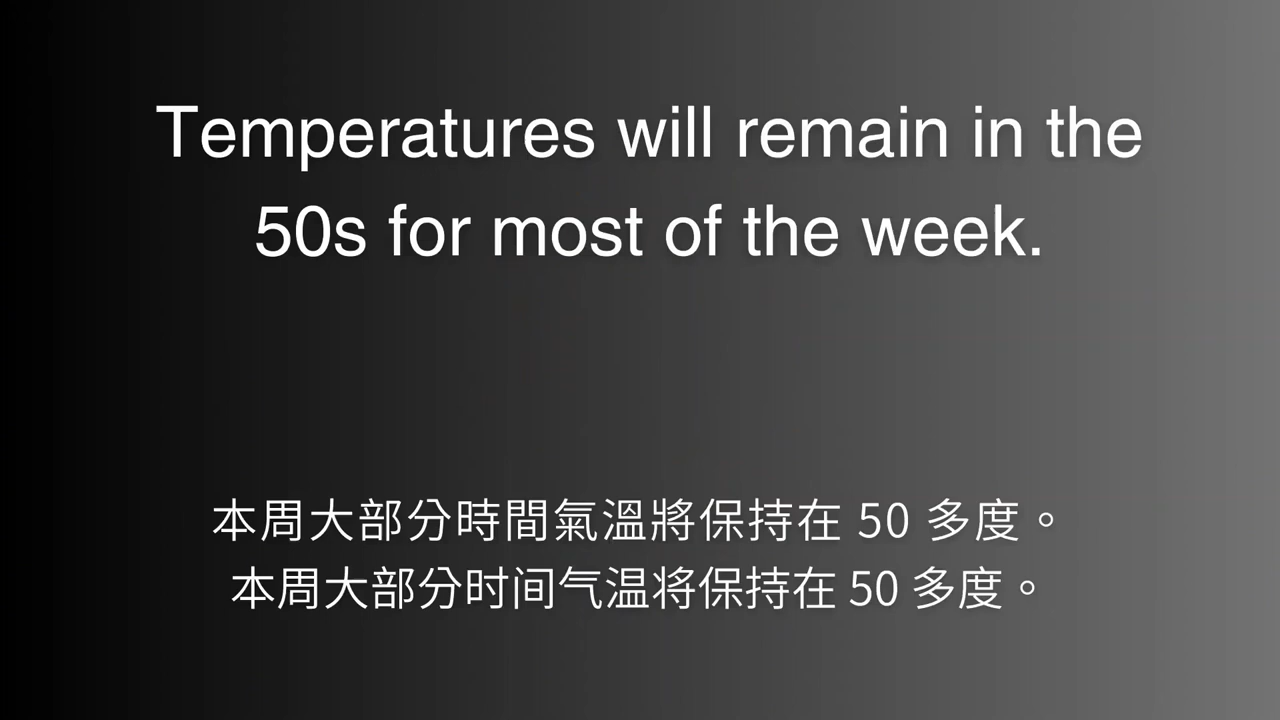 Temperatures will remain in the
50s for most of the week.
本周大部分時間氣溫將保持在 50 多度。
本周大部分时间气温将保持在 50 多度。